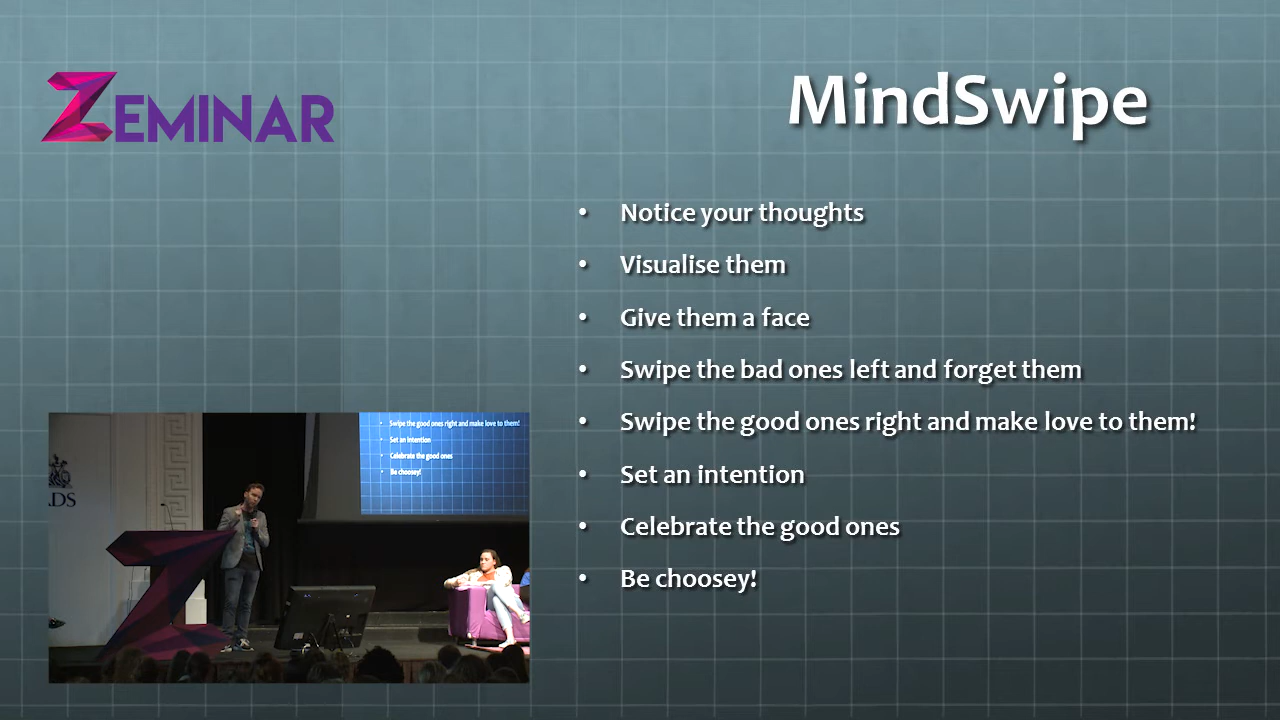 ZEMINAR
MindSwipe
• Notice your thoughts
• Visualise them
• Give them a face
• Swipe the bad ones left and forget them
• Swipe the good ones right and make love to them!
• Set an intention
• Celebrate the good ones
• Be choosey!
• Swipe the good ones right and make love to them!
• Set an intention
• Celebrate the good ones
• Be choosey!
DS